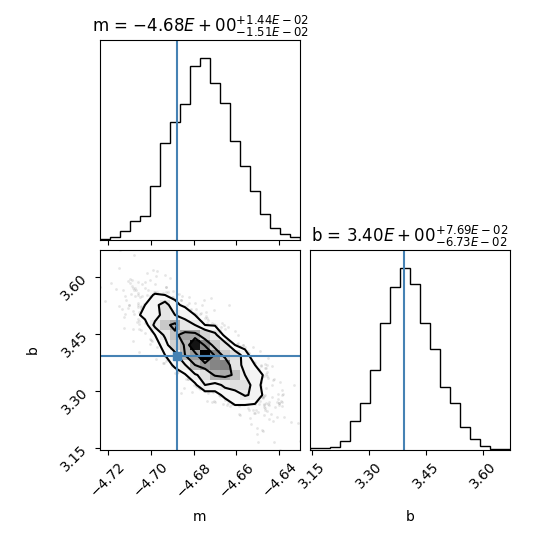 m = −4.68E + 00 +1.44E − 02 −1.51E − 02
b = 3.40E + 00 +7.69E − 02 −6.73E − 02
3.60
3.45
3.30
3.15
b
−4.72 −4.70 −4.68 −4.66 −4.64
3.15 3.30 3.45 3.60
m
b